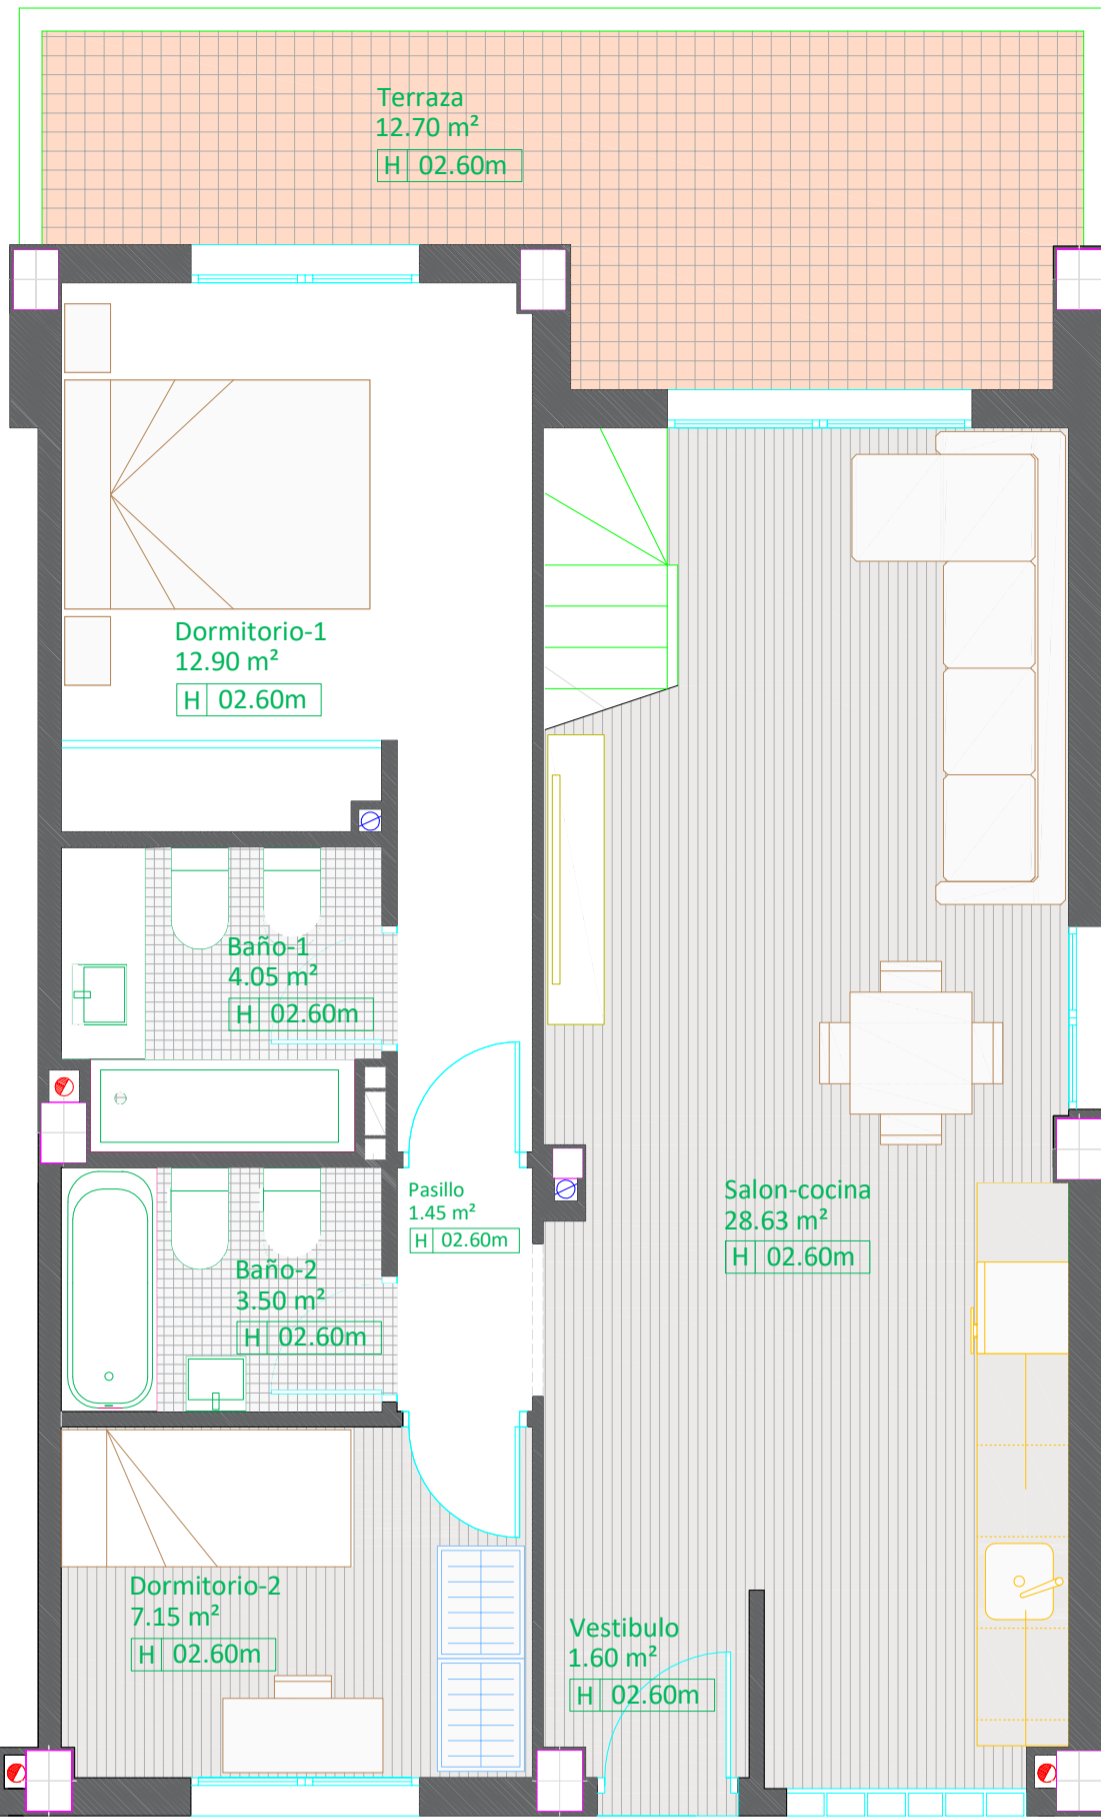 Terraza
12.70 m²
H 02.60m
Dormitorio-1
12.90 m²
H 02.60m
Baño-1
4.05 m²
H 02.60m
Pasillo
1.45 m²
H 02.60m
Salon-cocina
28.63 m²
H 02.60m
Baño-2
3.50 m²
H 02.60m
Dormitorio-2
7.15 m²
H 02.60m
Vestibulo
1.60 m²
H 02.60m